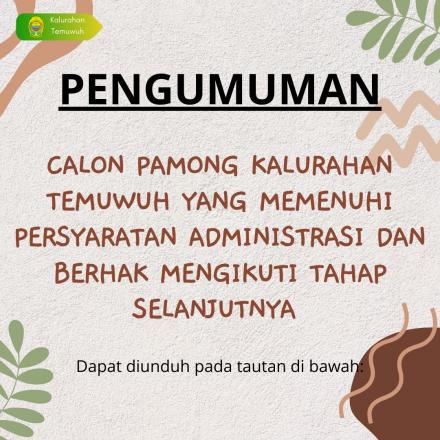 Kalurahan
Temuwuh
PENGUMUMAN
CALON PAMONG KALURAHAN
TEMUWUH YANG MEMENUHI
PERSYARATAN ADMINISTRASI DAN
BERHAK MENGIKUTI TAHAP
SELANJUTNYA
Dapat diunduh pada tautan di bawah: